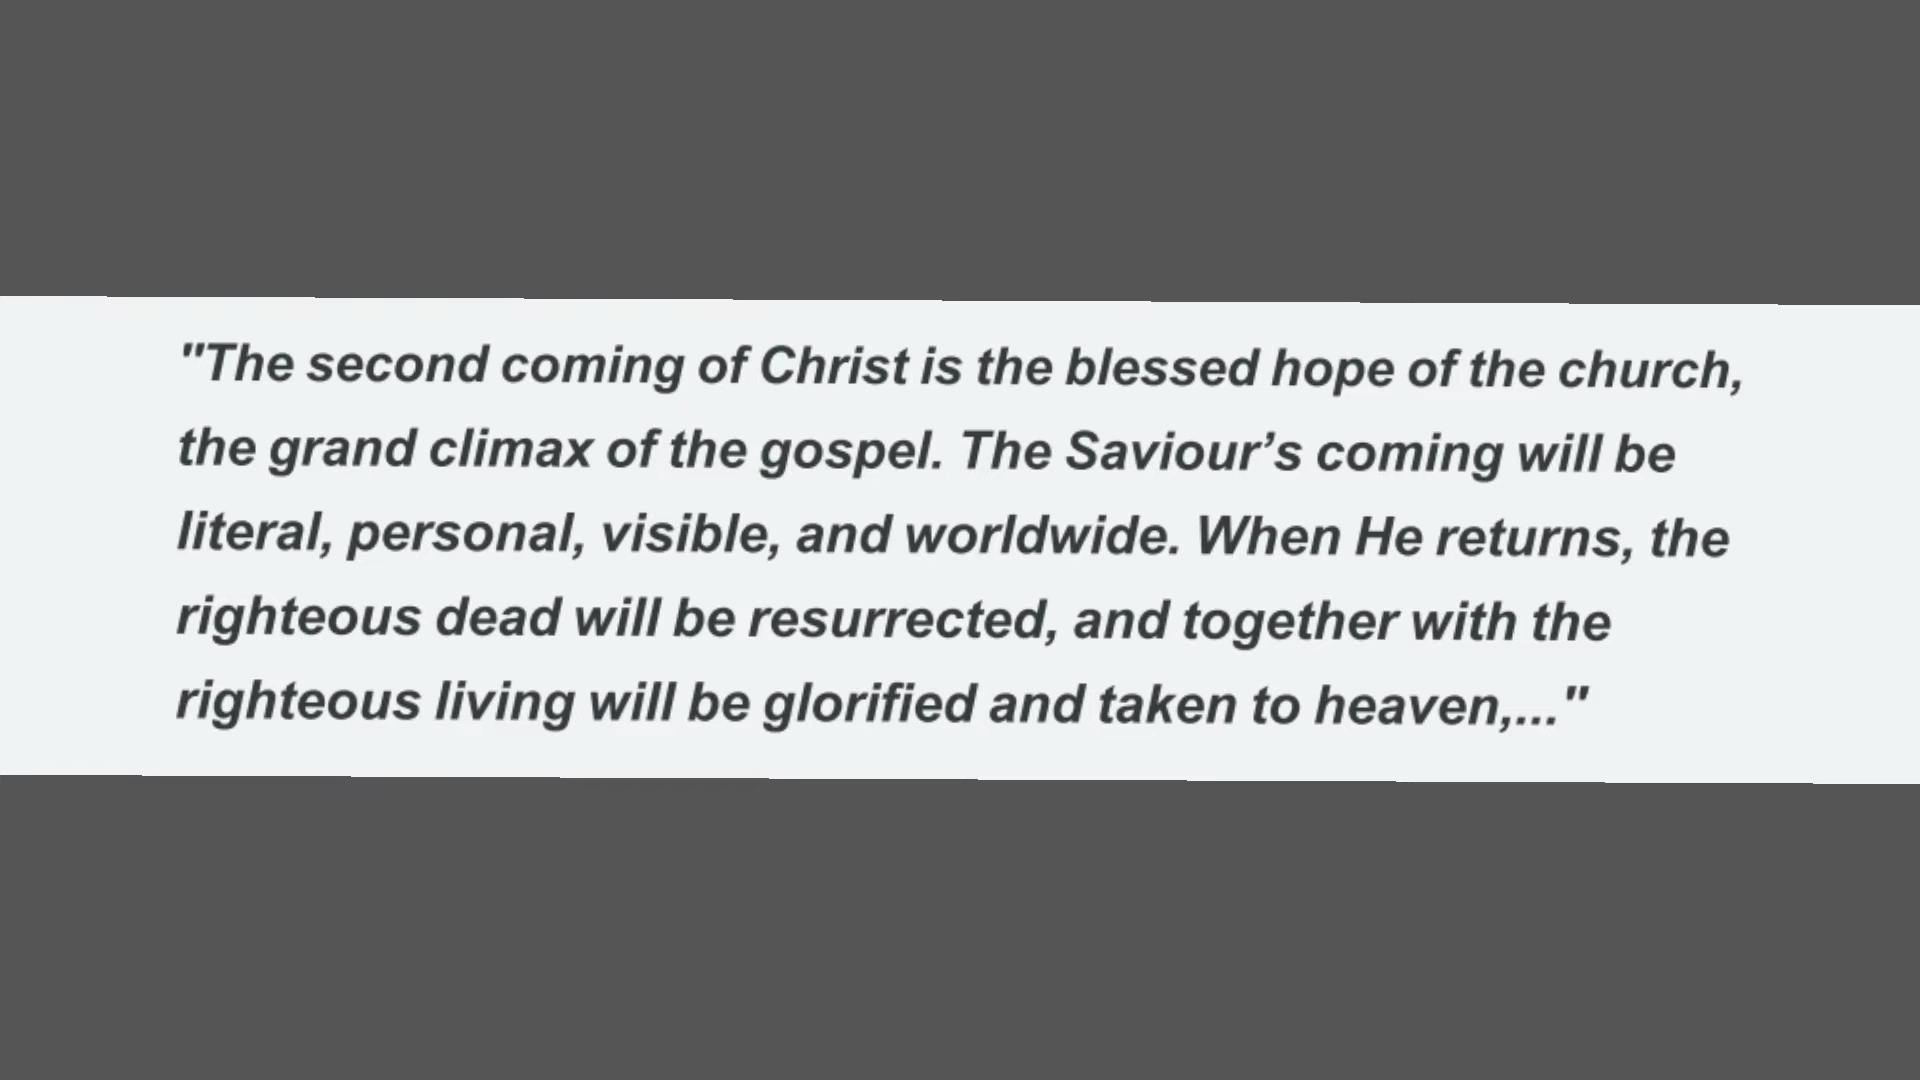 "The second coming of Christ is the blessed hope of the church,
the grand climax of the gospel. The Saviour’s coming will be
literal, personal, visible, and worldwide. When He returns, the
righteous dead will be resurrected, and together with the
righteous living will be glorified and taken to heaven,..."